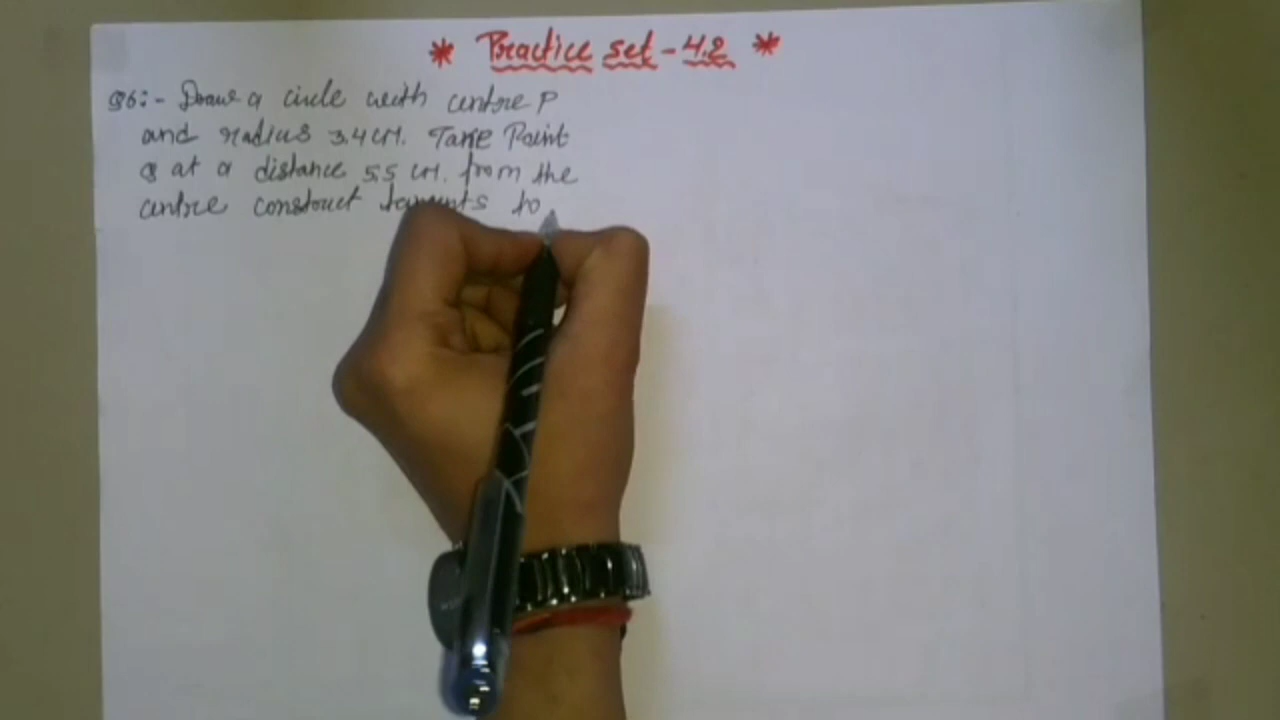 * Practice set - 4.2 *
Q6:- Draw a circle with centre P
and radius 3.4 CM. Take Point
Q at a distance 5.5 CM. from the
centre construct tangents to